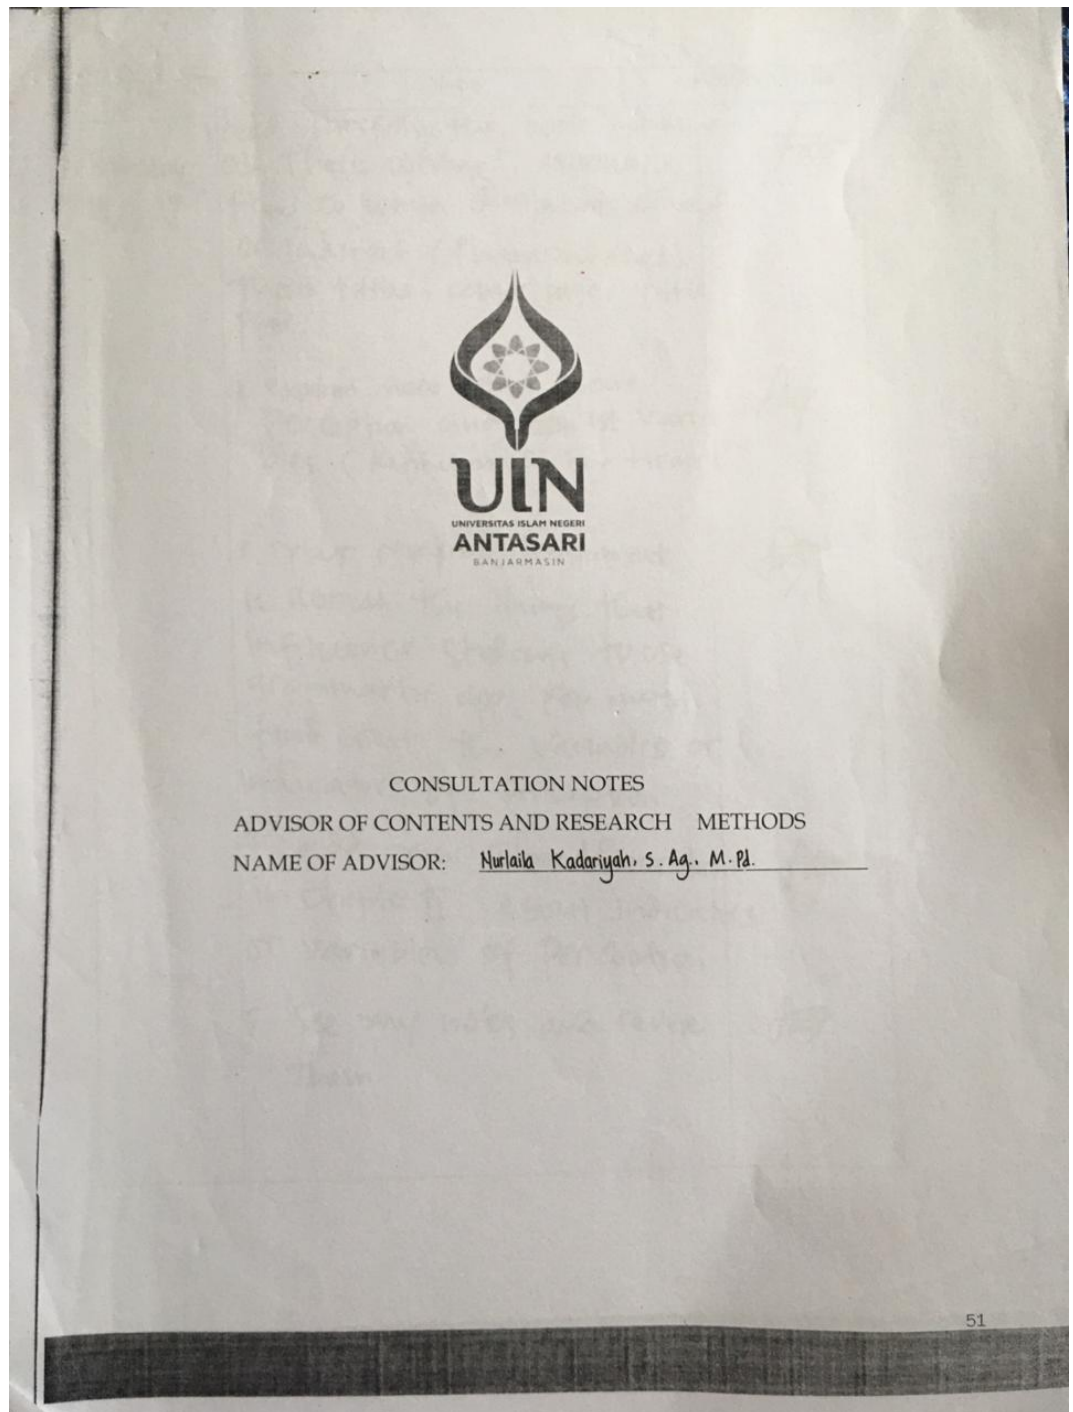 UIN
UNIVERSITAS ISLAM NEGERI
ANTASARI
BANJARMASIN
CONSULTATION NOTES
ADVISOR OF CONTENTS AND RESEARCH METHODS
NAME OF ADVISOR: Nurlaila Kadariyah, S. Ag., M. Pd.
51